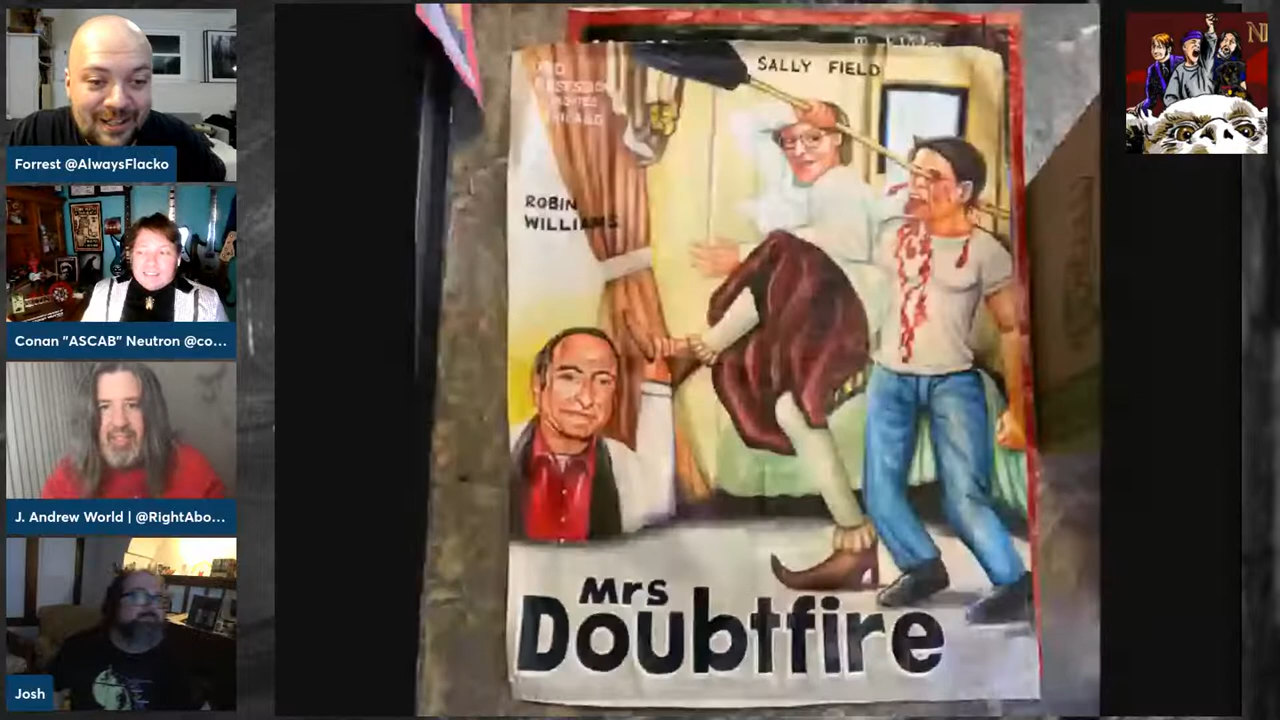 Forrest @AlwaysFlacko
Conan "ASCAB" Neutron @co...
J. Andrew World | @RightAbo...
Josh
SALLY FIELD
ROBIN
WILLIAMS
Mrs
Doubtfire